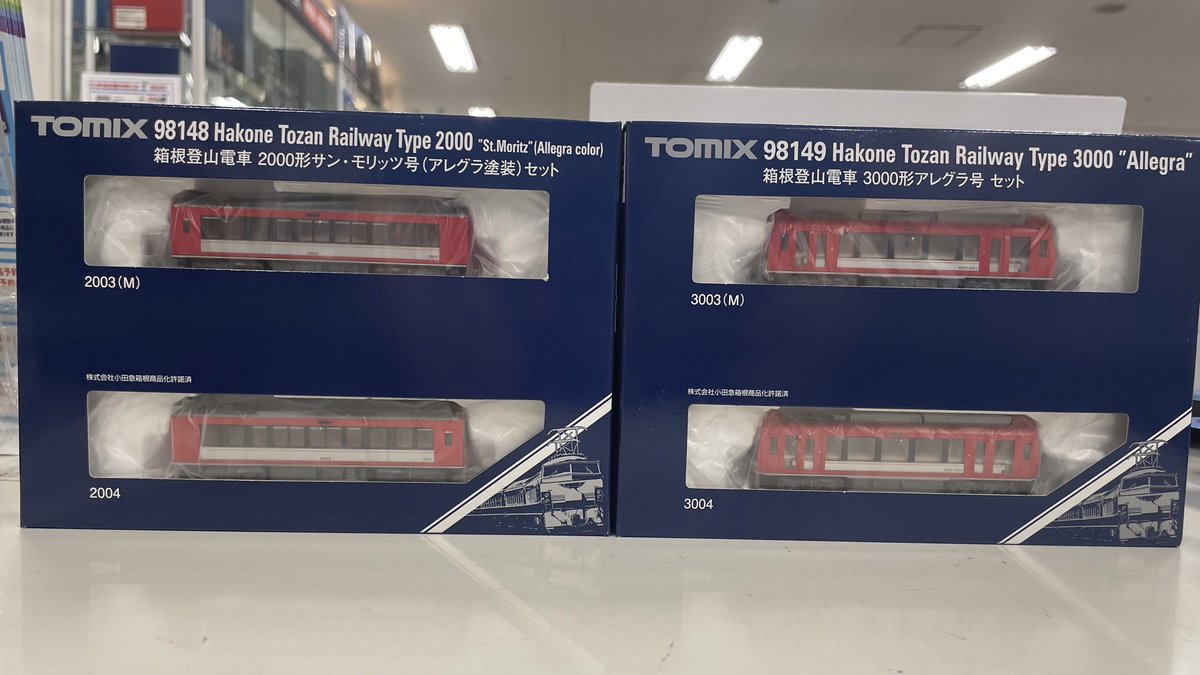 TOMIX 98148 Hakone Tozan Railway Type 2000 "St.Moritz"(Allegra color)
箱根登山電車 2000形サン・モリッツ号(アレグラ塗装)セット
2003(M)
株式会社小田急箱根商品化許諾済
2004
TOMIX 98149 Hakone Tozan Railway Type 3000 "Allegra"
箱根登山電車 3000形アレグラ号 セット
3003(M)
株式会社小田急箱根商品化許諾済
3004